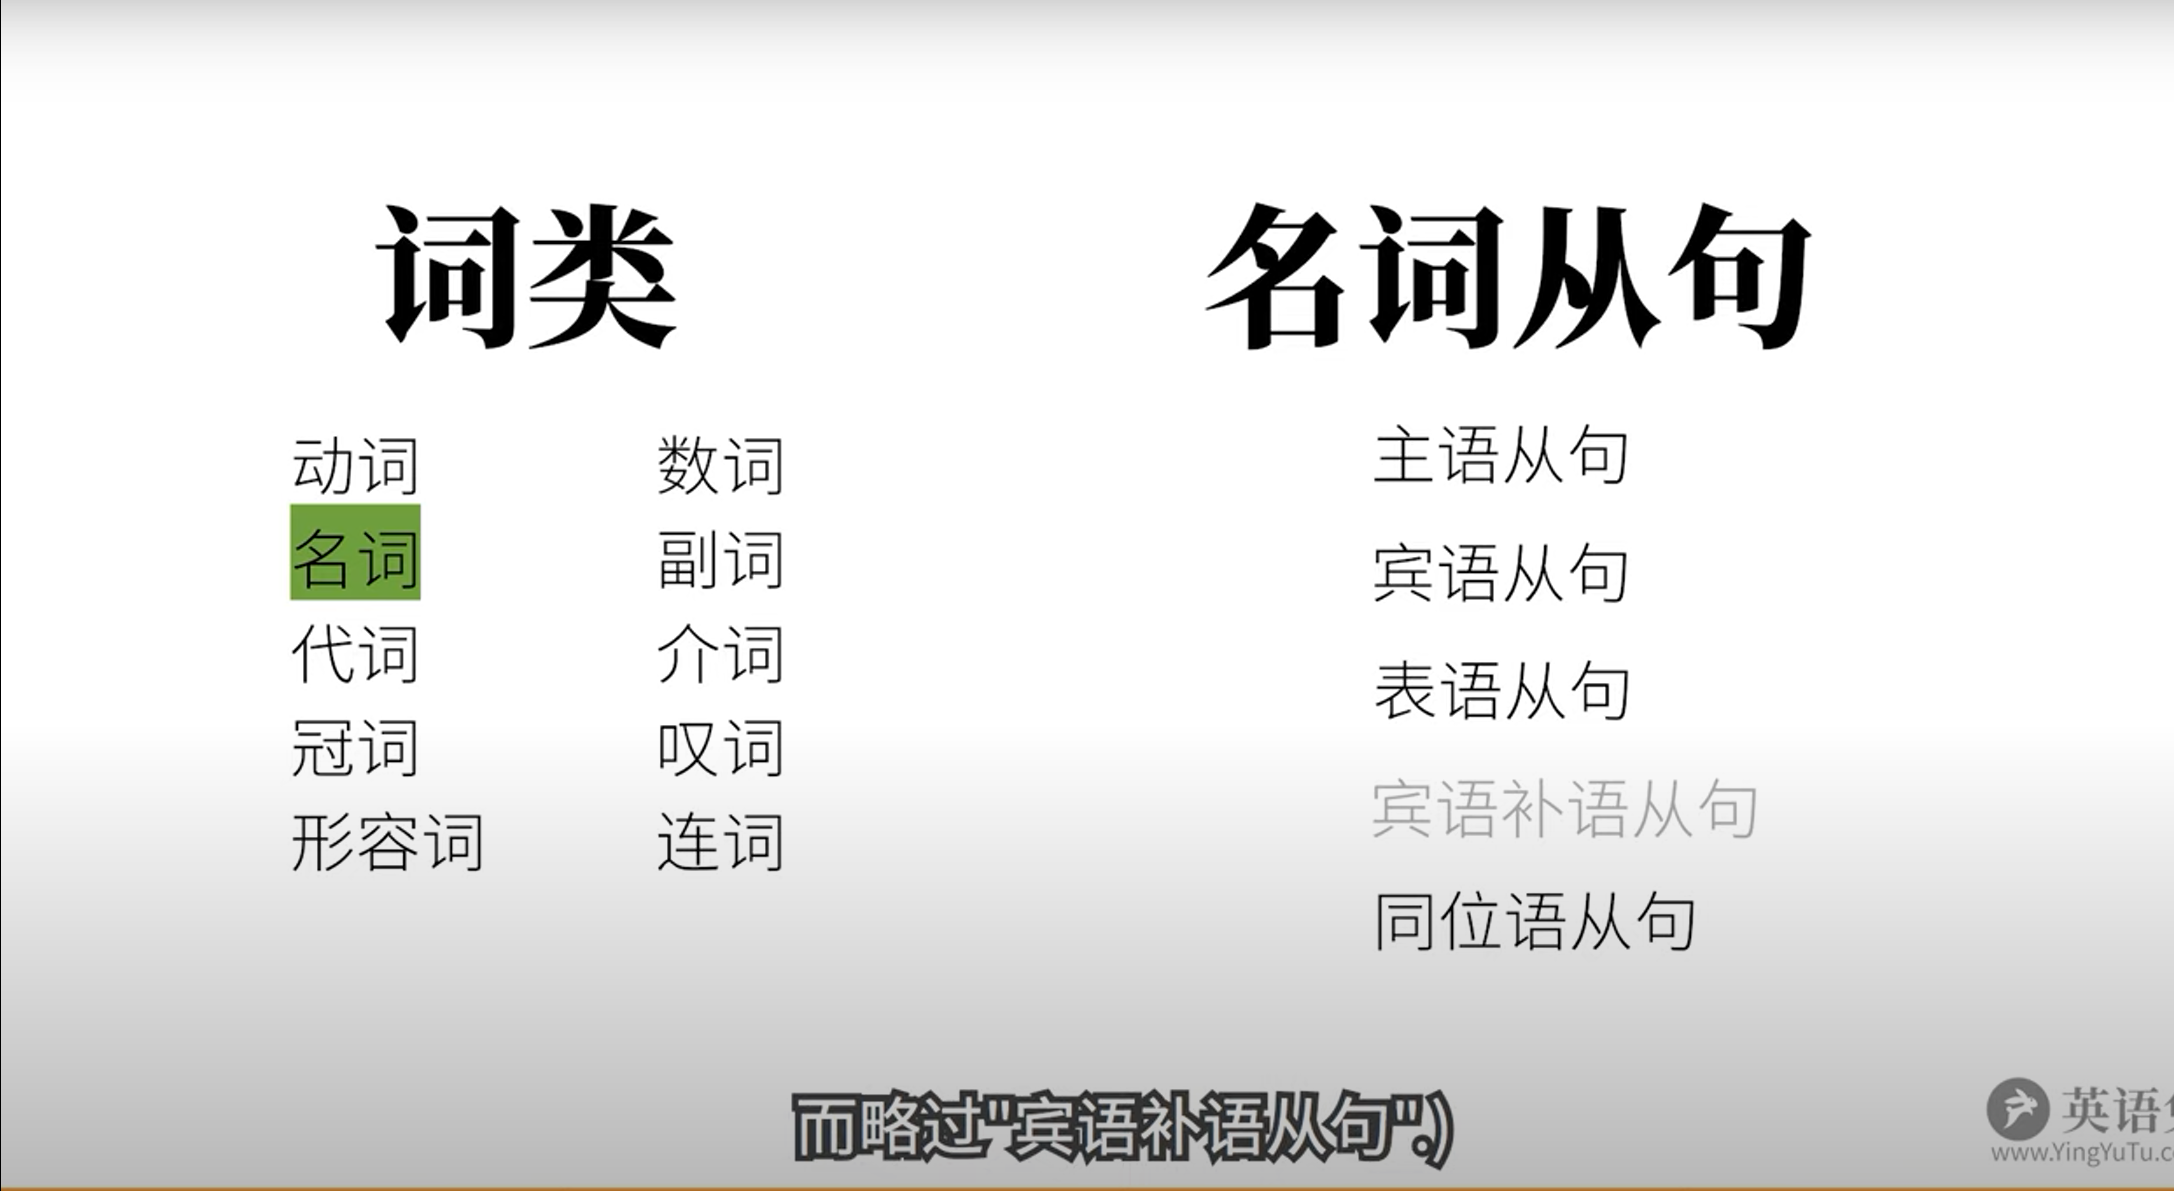 词类
动词
名词
代词
冠词
形容词
数词
副词
介词
叹词
连词
名词从句
主语从句
宾语从句
表语从句
宾语补语从句
同位语从句
而略过"宾语补语从句".)
英语
www.YingYuTu.c